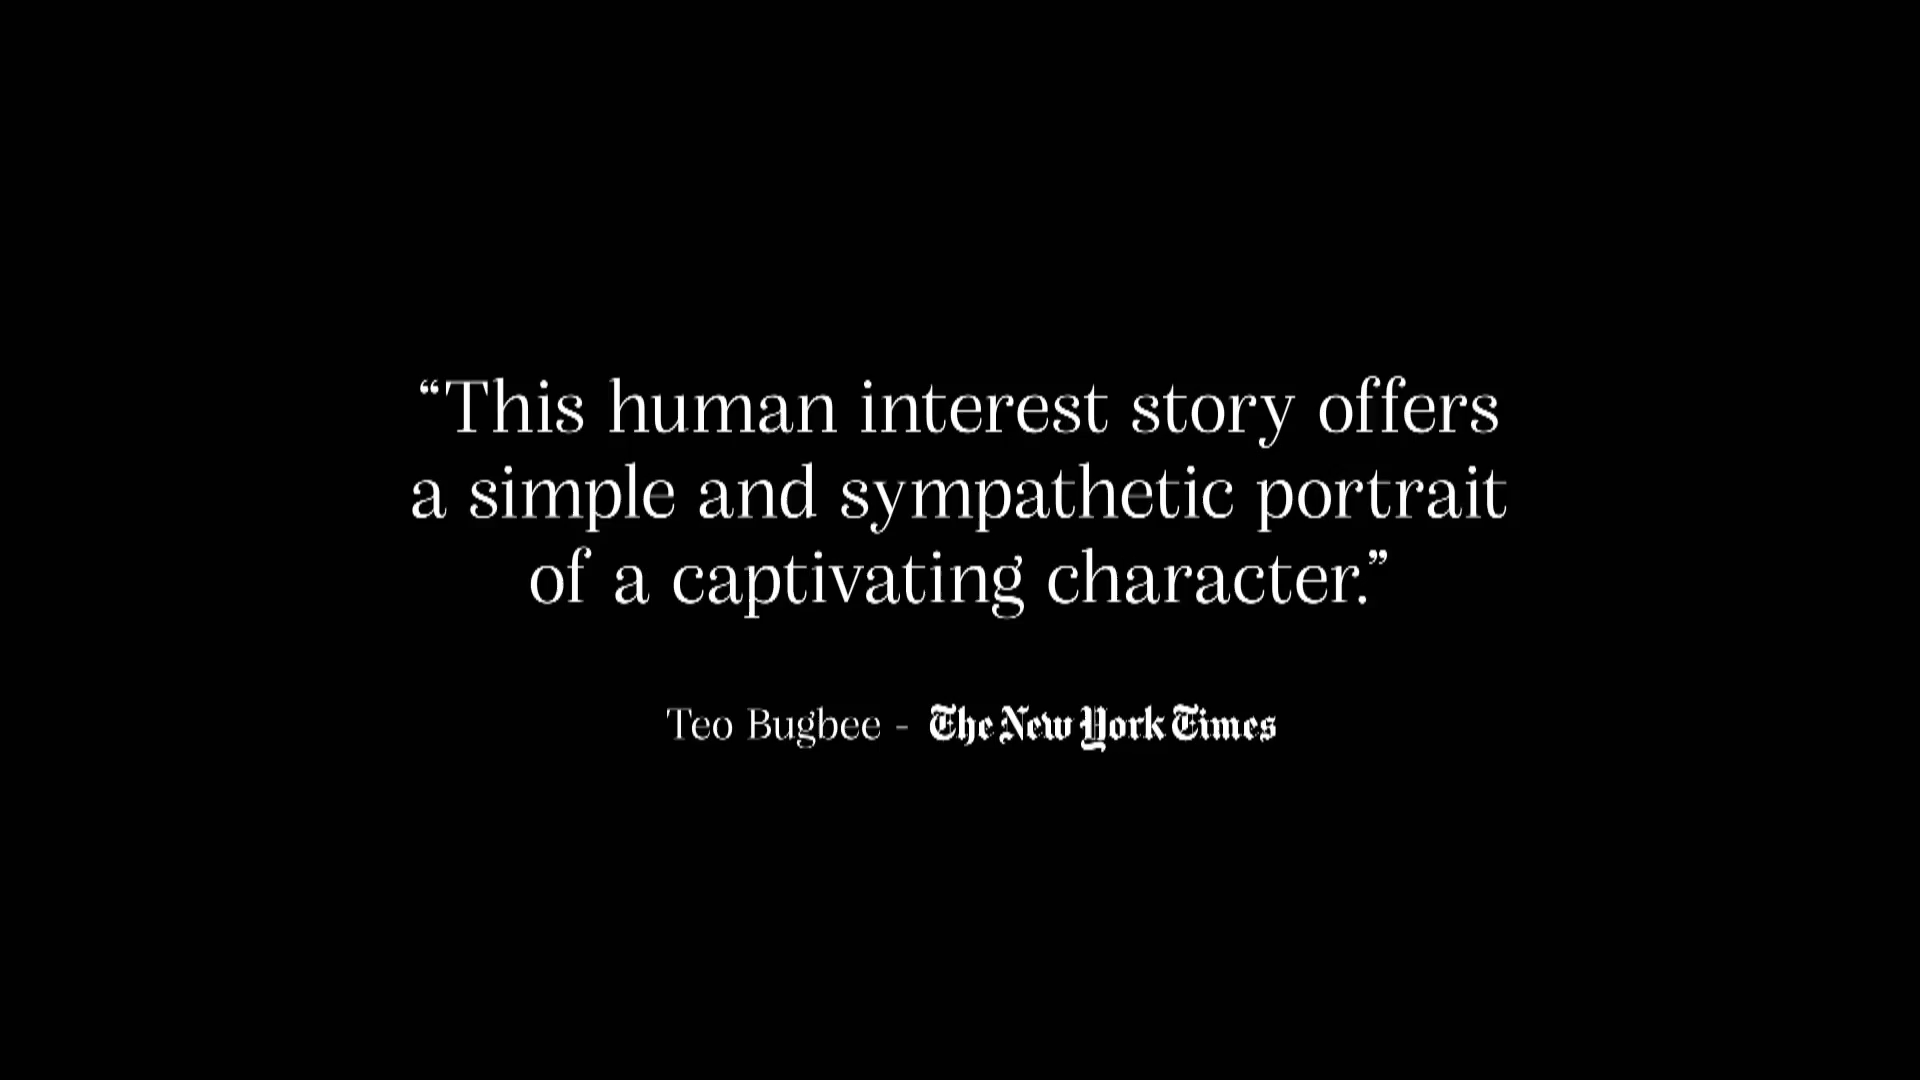 “This human interest story offers
a simple and sympathetic portrait
of a captivating character.”
Teo Bugbee - The New York Times